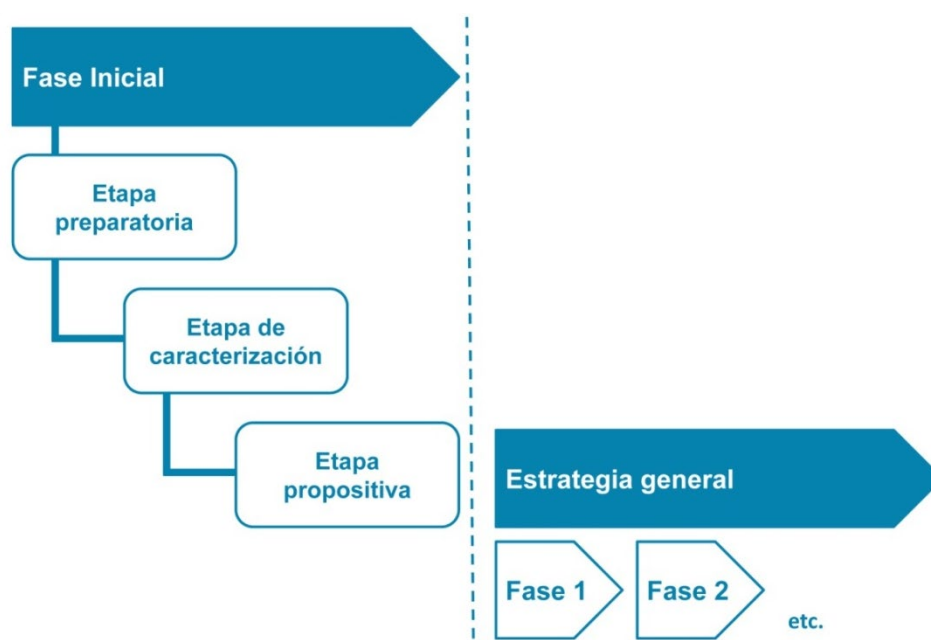 Fase Inicial
Etapa
preparatoria
Etapa de
caracterización
Etapa
propositiva
Estrategia general
Fase 1
Fase 2
etc.